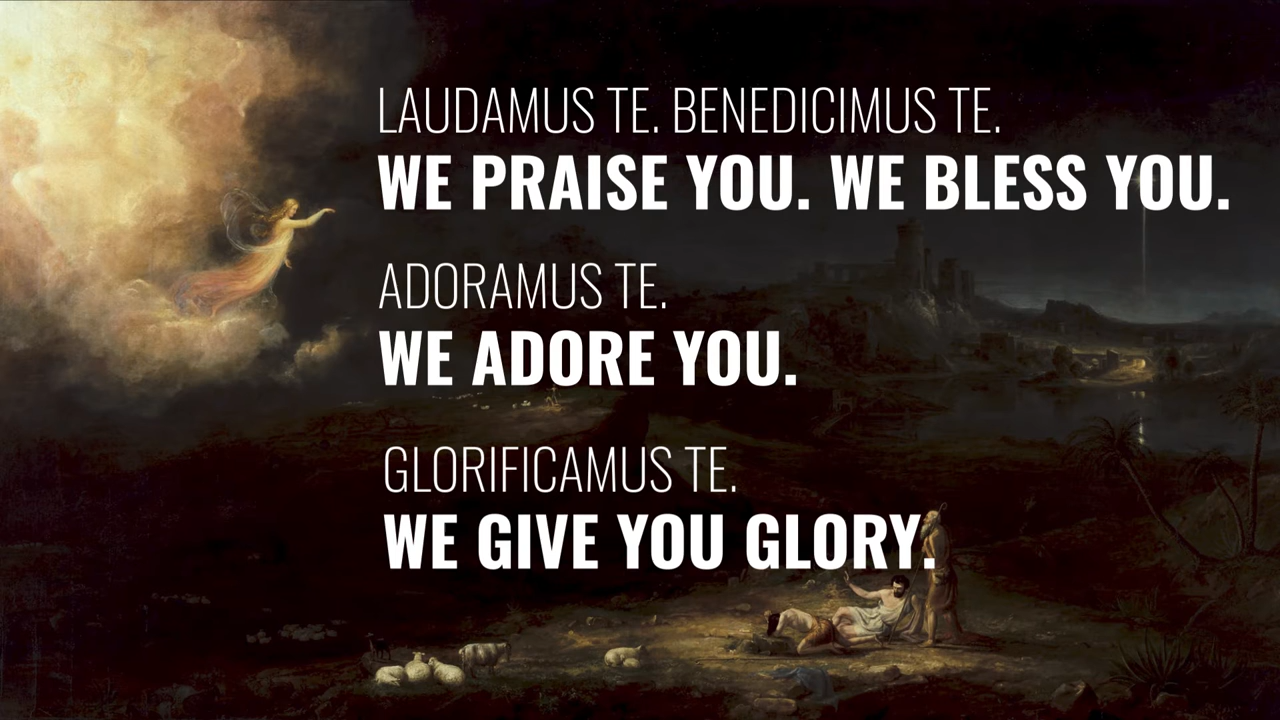 LAUDAMUS TE. BENEDICIMUS TE.
WE PRAISE YOU. WE BLESS YOU.
ADORAMUS TE.
WE ADORE YOU.
GLORIFICAMUS TE.
WE GIVE YOU GLORY.